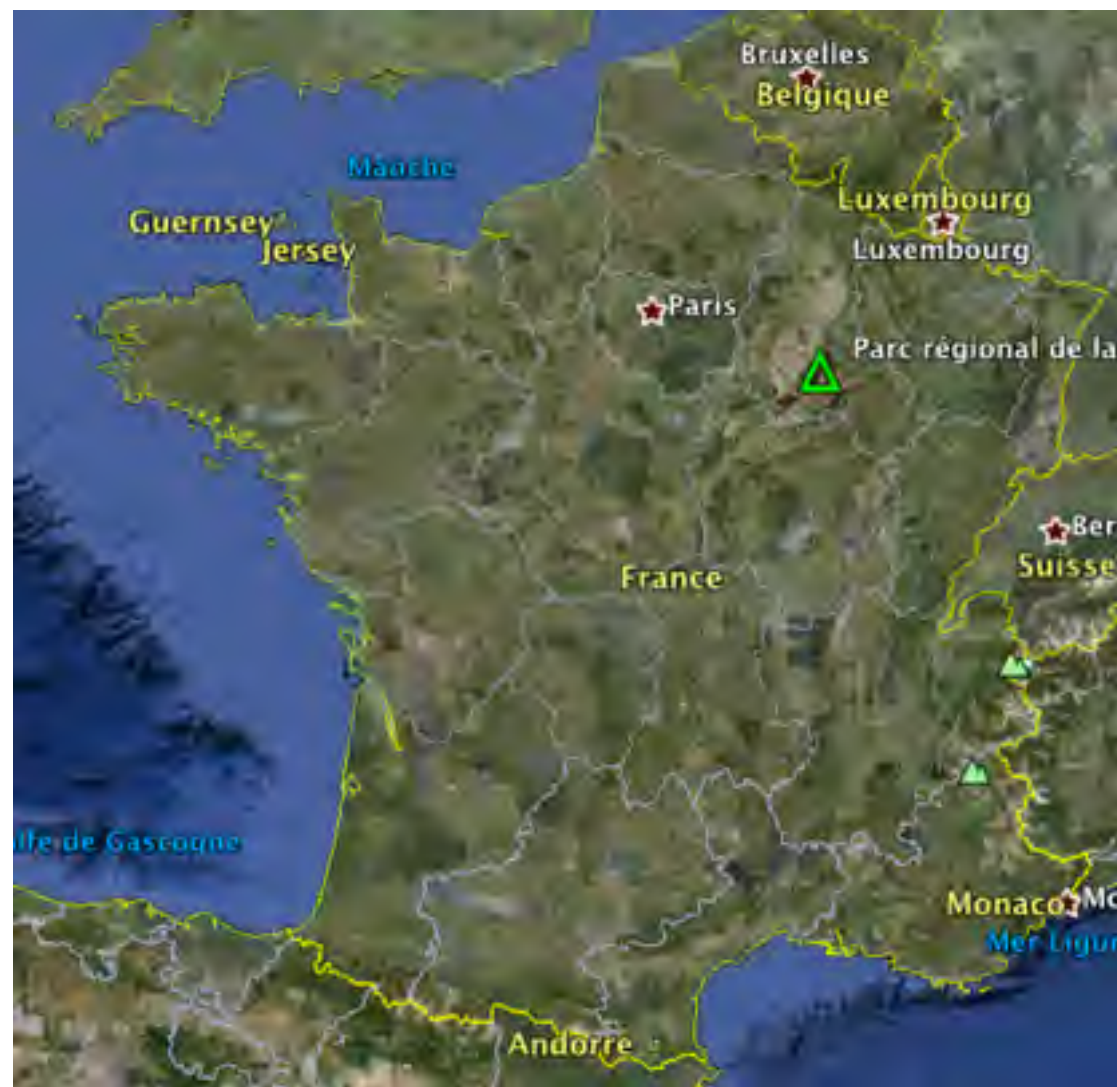 Bruxelles
Belgique
Manche
Luxembourg
Guernsey
Jersey
Luxembourg
Paris
Parc régional de la
Ber
France
Suisse
lfe de Gascogne
Monaco
Mo
Mer Ligur
Andorre